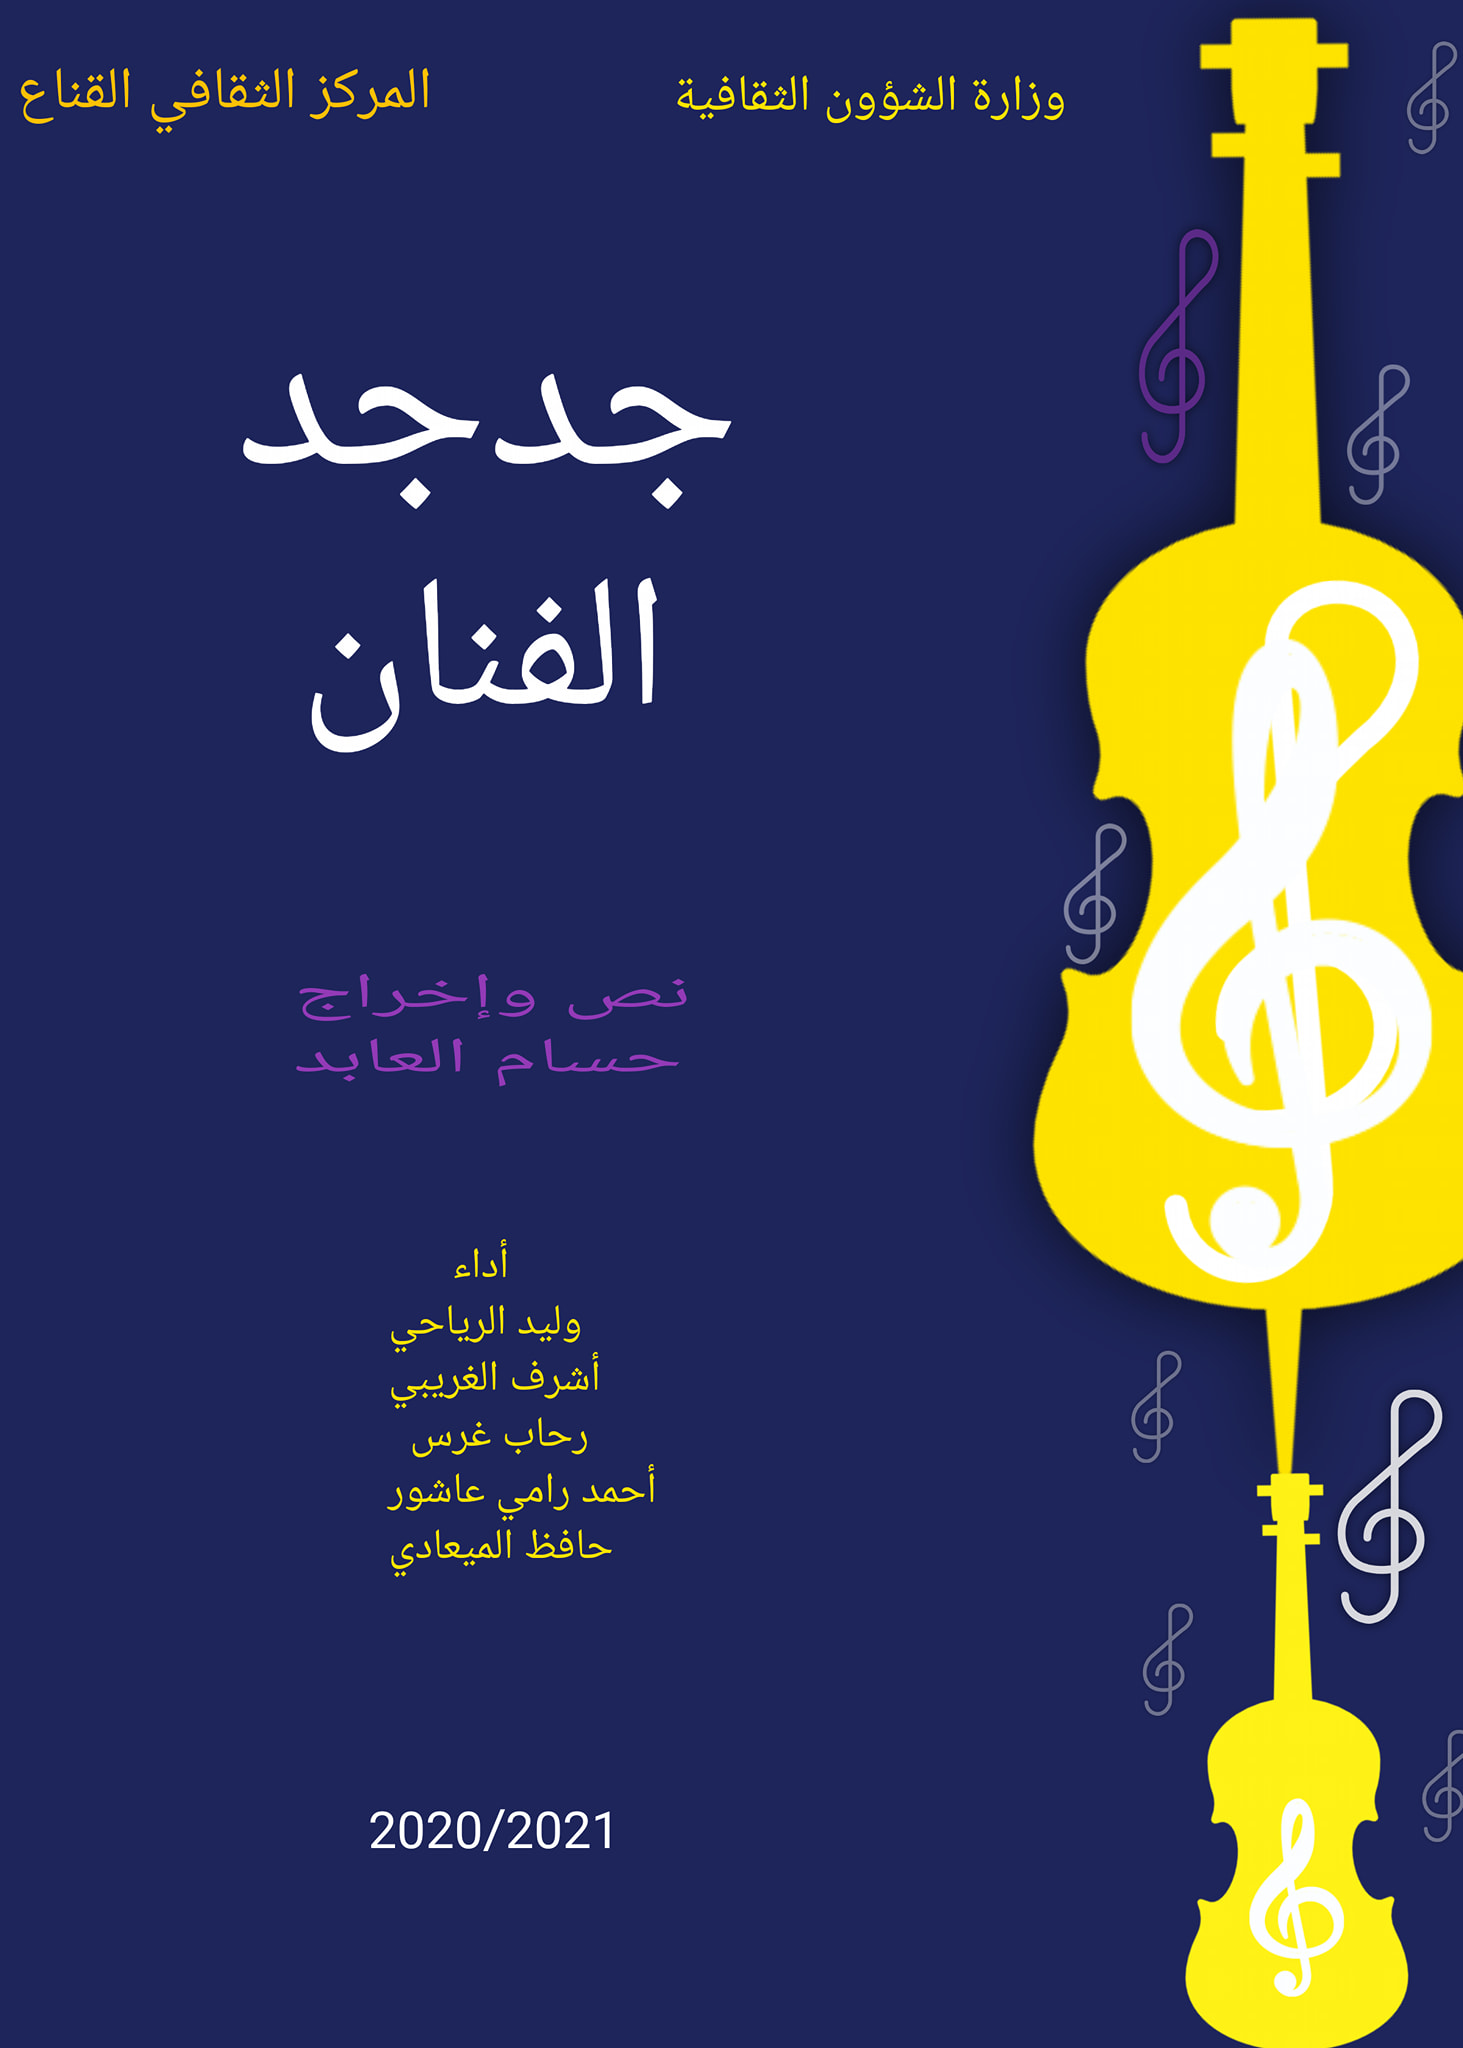 وزارة الشؤون الثقافية
المركز الثقافي القناع
جدجد
الفنان
نص وإخراج
حسام العابد
أداء
وليد الرياحي
أشرف الغريبي
رحاب غرس
أحمد رامي عاشور
حافظ الميعادي
2020/2021